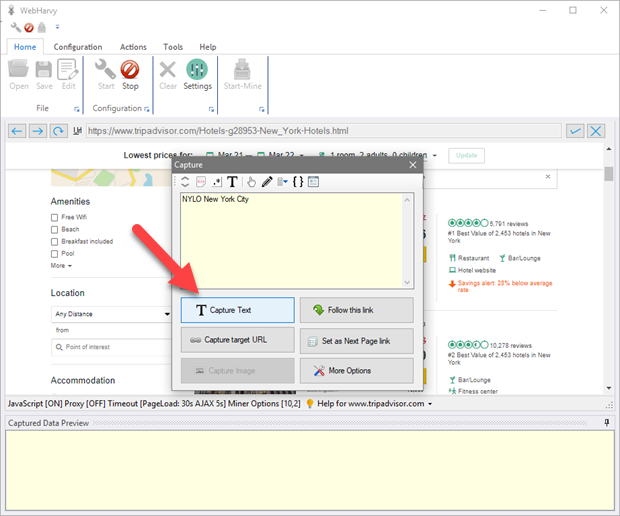 WebHarvy
Home Configuration Actions Tools Help
Open Save Edit Start Stop Clear Settings Start-Mine
File Configuration
https://www.tripadvisor.com/Hotels-g28953-New_York-Hotels.html
Lowest prices for: Mar 21 — Mar 22 1 room, 2 adults, 0 children Update
Capture
T .* T { }
NYLO New York City
Amenities
Free Wifi
Beach
Breakfast included
Pool
More
Location
Any Distance
from
Point of interest
Accommodation
T Capture Text
Follow this link
Capture target URL
Set as Next Page link
Capture Image
More Options
5,791 reviews
#1 Best Value of 2,453 hotels in New
York
Restaurant Bar/Lounge
Hotel website
Savings alert: 28% below average
rate
10,278 reviews
#2 Best Value of 2,453 hotels in New
York
Bar/Lounge
Fitness center
JavaScript [ON] Proxy [OFF] Timeout [PageLoad: 30s AJAX 5s] Miner Options [10,2] Help for www.tripadvisor.com
Captured Data Preview